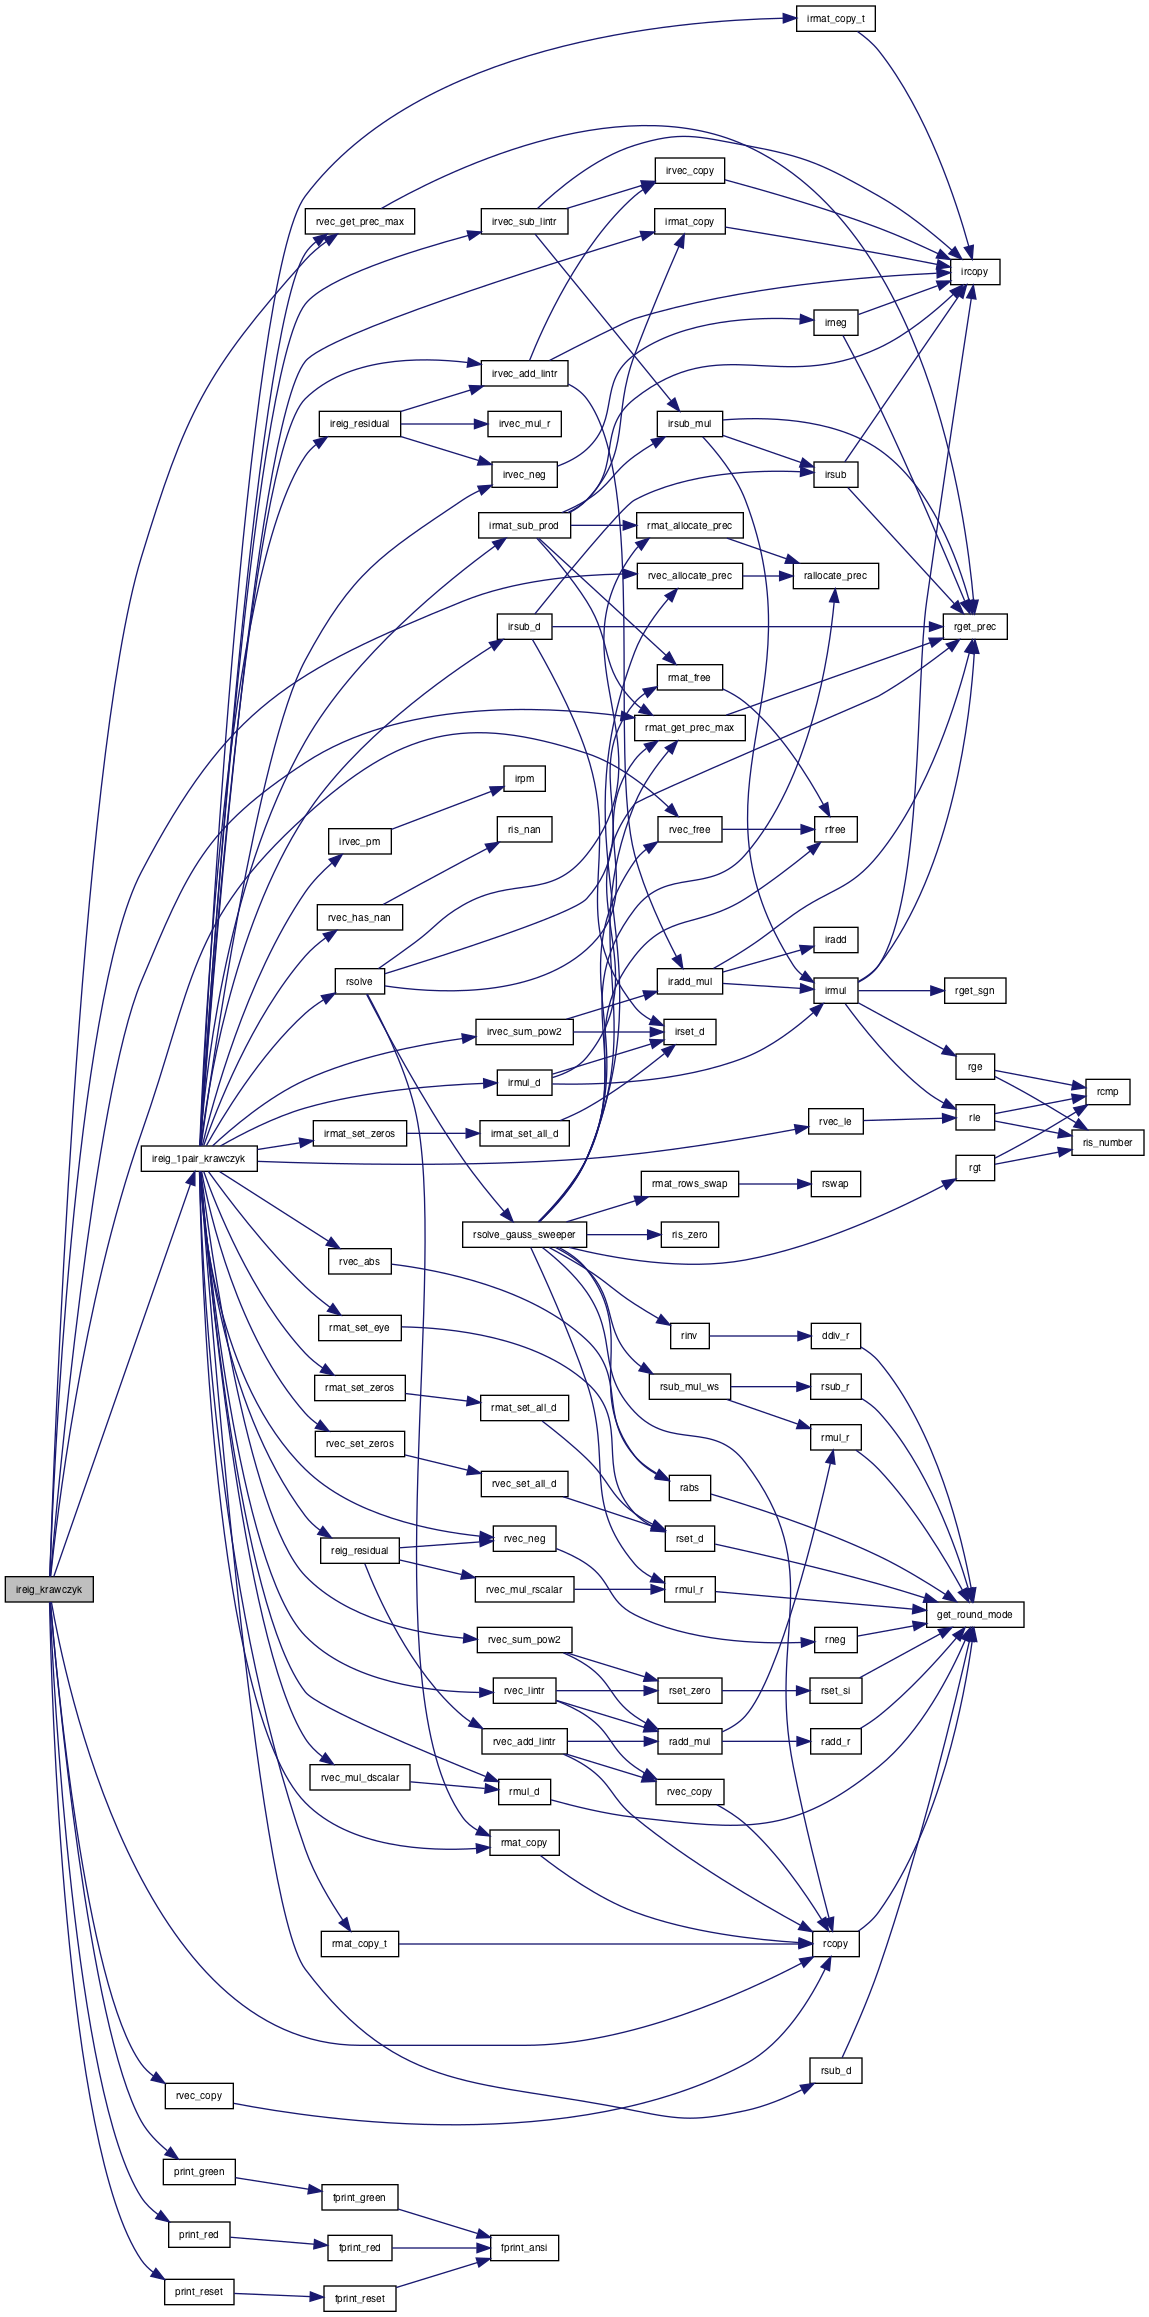 irmat_copy_t
irvec_copy
rvec_get_prec_max
irvec_sub_lintr
irmat_copy
ircopy
irneg
irvec_add_lintr
ireig_residual
irvec_mul_r
irsub_mul
irvec_neg
irsub
irmat_sub_prod
rmat_allocate_prec
rvec_allocate_prec
rallocate_prec
irsub_d
rget_prec
rmat_free
rmat_get_prec_max
irpm
irvec_pm
ris_nan
rvec_free
rfree
rvec_has_nan
iradd
rsolve
iradd_mul
irmul
rget_sgn
irvec_sum_pow2
irset_d
rge
irmul_d
rcmp
irmat_set_zeros
irmat_set_all_d
rvec_le
rle
ris_number
ireig_1pair_krawczyk
rgt
rmat_rows_swap
rswap
rsolve_gauss_sweeper
ris_zero
rvec_abs
rmat_set_eye
rinv
ddiv_r
rmat_set_zeros
rsub_mul_ws
rsub_r
rmat_set_all_d
rvec_set_zeros
rmul_r
rvec_set_all_d
rabs
reig_residual
rvec_neg
rset_d
ireig_krawczyk
rvec_mul_rscalar
rmul_r
get_round_mode
rvec_sum_pow2
rneg
rvec_lintr
rset_zero
rset_si
rvec_add_lintr
radd_mul
radd_r
rvec_mul_dscalar
rmul_d
rvec_copy
rmat_copy
rmat_copy_t
rcopy
rsub_d
rvec_copy
print_green
fprint_green
print_red
fprint_red
fprint_ansi
print_reset
fprint_reset